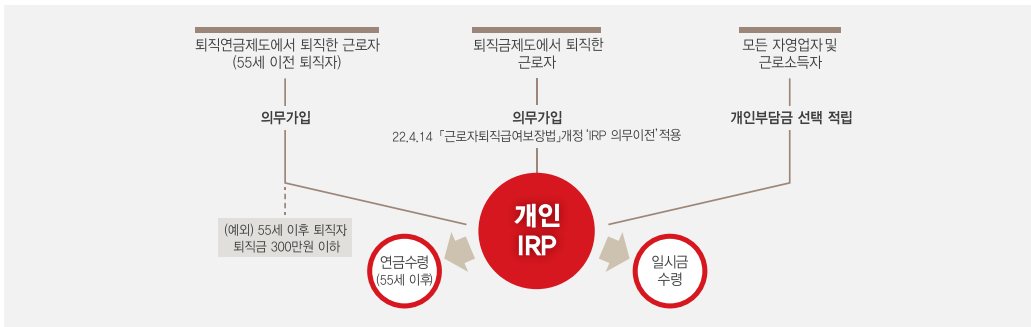 퇴직연금제도에서 퇴직한 근로자
(55세 이전 퇴직자)
의무가입
(예외) 55세 이후 퇴직자
퇴직금 300만원 이하
퇴직금제도에서 퇴직한
근로자
의무가입
22.4.14 「근로자퇴직급여보장법」개정 'IRP 의무이전' 적용
모든 자영업자 및
근로소득자
개인부담금 선택 적립
개인
IRP
연금수령
(55세 이후)
일시금
수령